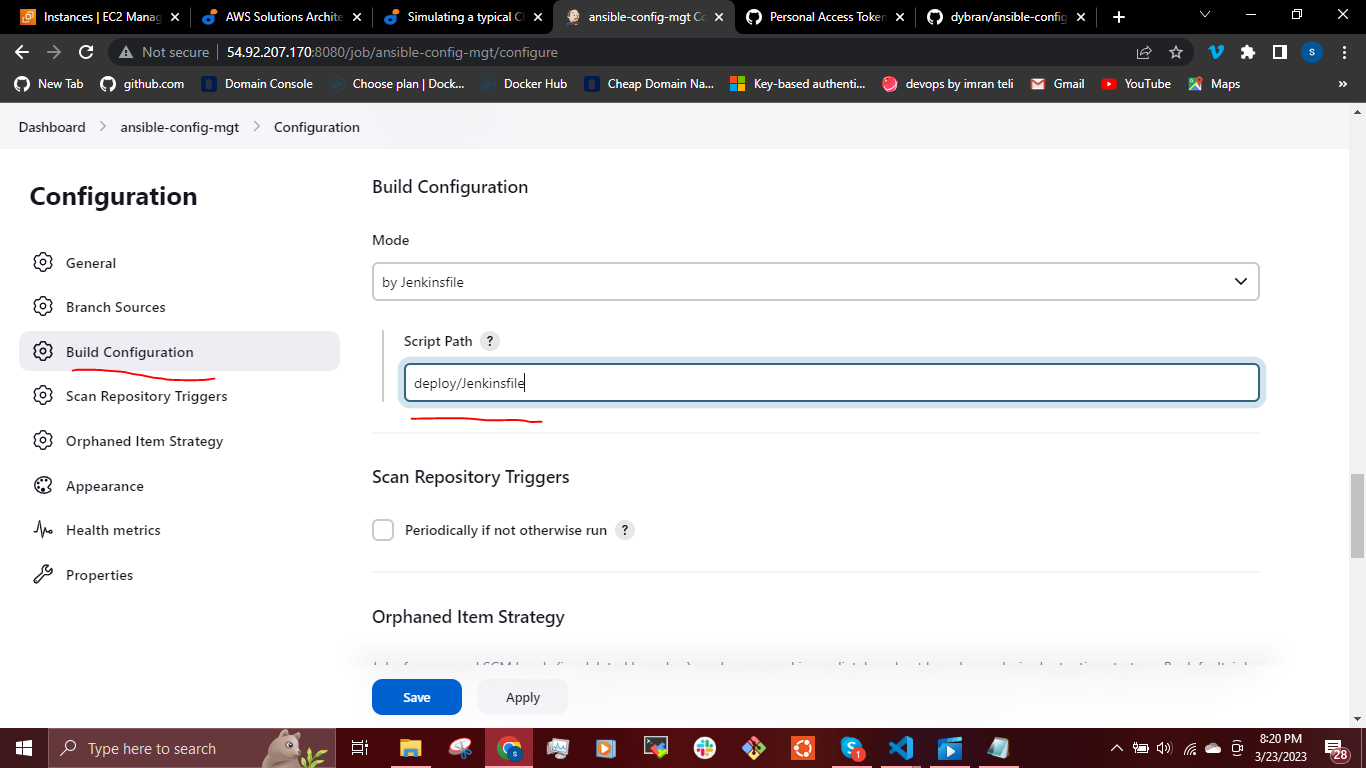 Instances | EC2 Manag
AWS Solutions Archite
Simulating a typical CI
ansible-config-mgt Co
Personal Access Token
dybran/ansible-config
Not secure
54.92.207.170:8080/job/ansible-config-mgt/configure
s
New Tab
github.com
Domain Console
Choose plan | Dock...
Docker Hub
Cheap Domain Na...
Key-based authenti...
devops by imran teli
Gmail
YouTube
Maps
»
Dashboard
ansible-config-mgt
Configuration
Configuration
General
Branch Sources
Build Configuration
Scan Repository Triggers
Orphaned Item Strategy
Appearance
Health metrics
Properties
Build Configuration
Mode
by Jenkinsfile
Script Path ?
deploy/Jenkinsfile
Scan Repository Triggers
Periodically if not otherwise run ?
Orphaned Item Strategy
Save
Apply
Type here to search
s
1
8:20 PM
3/23/2023
28